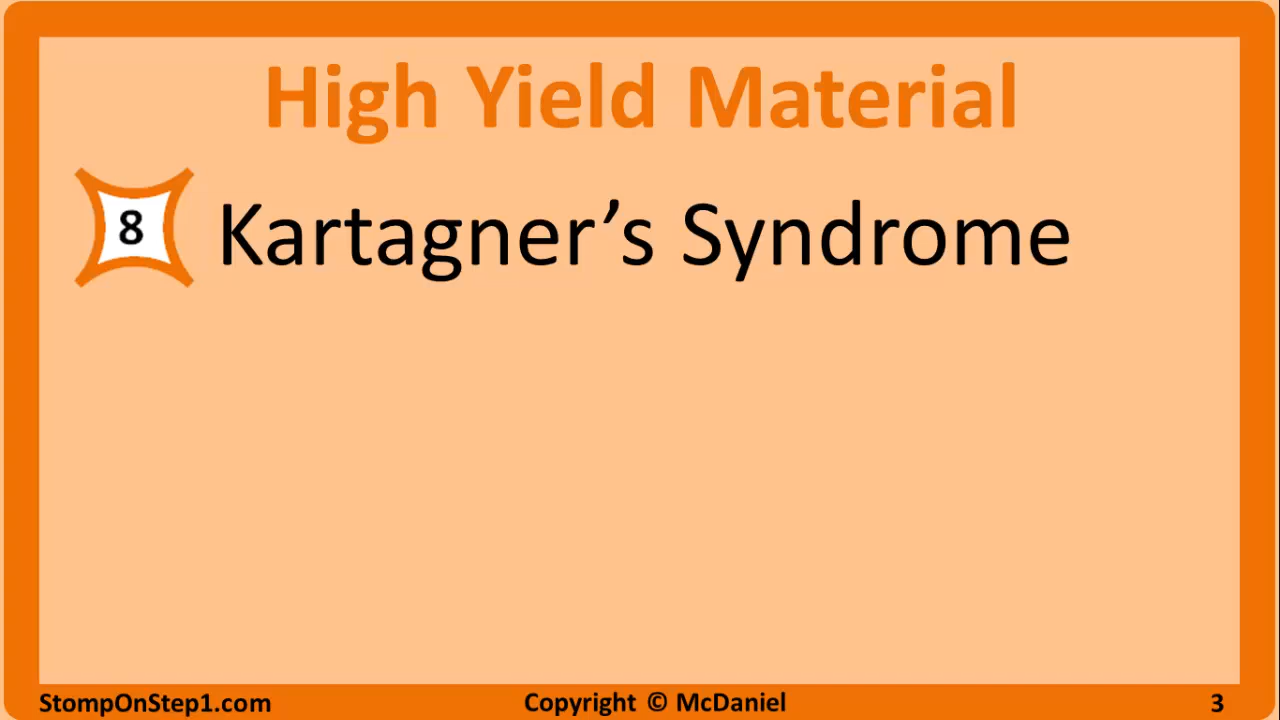 High Yield Material
8 Kartagner’s Syndrome
StompOnStep1.com Copyright © McDaniel 3